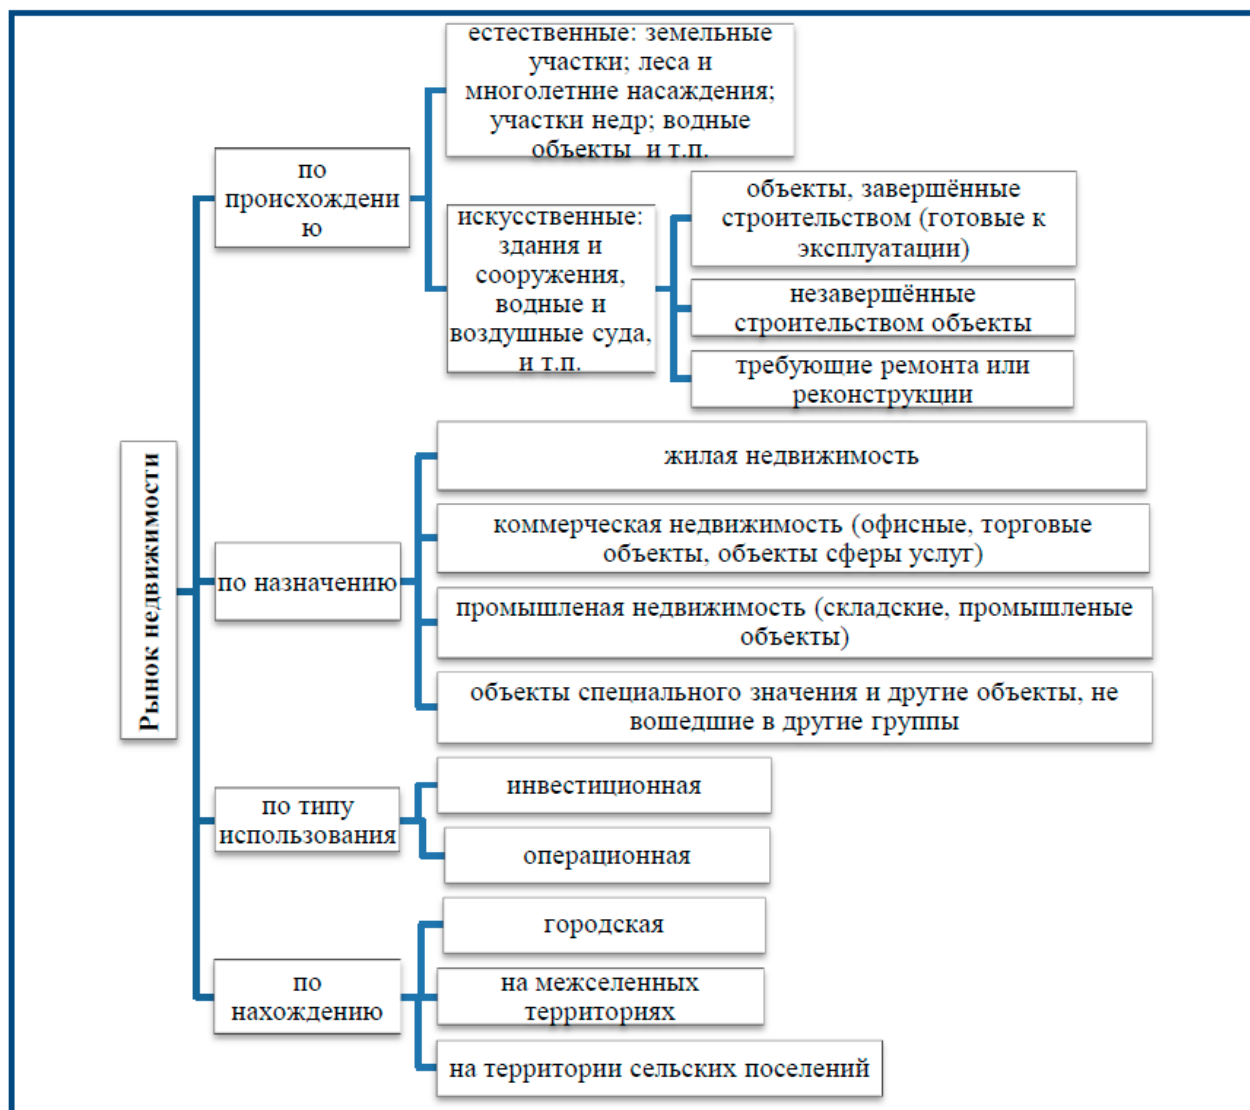 Рынок недвижимости
по
происхождени
ю
естественные: земельные
участки; леса и
многолетние насаждения;
участки недр; водные
объекты и т.п.
искусственные:
здания и
сооружения,
водные и
воздушные суда,
и т.п.
объекты, завершённые
строительством (готовые к
эксплуатации)
незавершённые
строительством объекты
требующие ремонта или
реконструкции
по назначению
жилая недвижимость
коммерческая недвижимость (офисные, торговые
объекты, объекты сферы услуг)
промышленая недвижимость (складские, промышленые
объекты)
объекты специального значения и другие объекты, не
вошедшие в другие группы
по типу
использования
инвестиционная
операционная
по
нахождению
городская
на межселенных
территориях
на территории сельских поселений